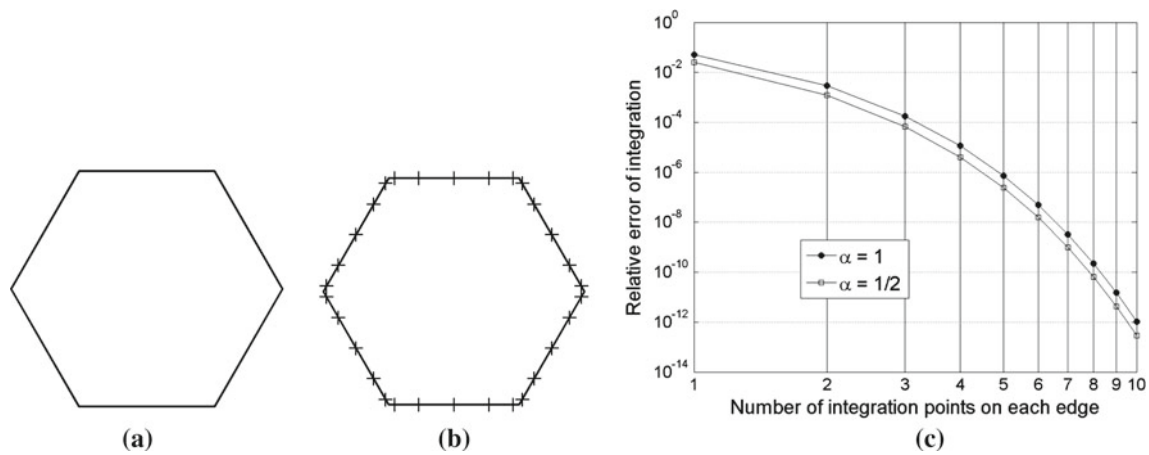 10^0
10^-2
10^-4
10^-6
10^-8
10^-10
10^-12
10^-14
Relative error of integration
α = 1
α = 1/2
1 2 3 4 5 6 7 8 9 10
Number of integration points on each edge
(a) (b) (c)